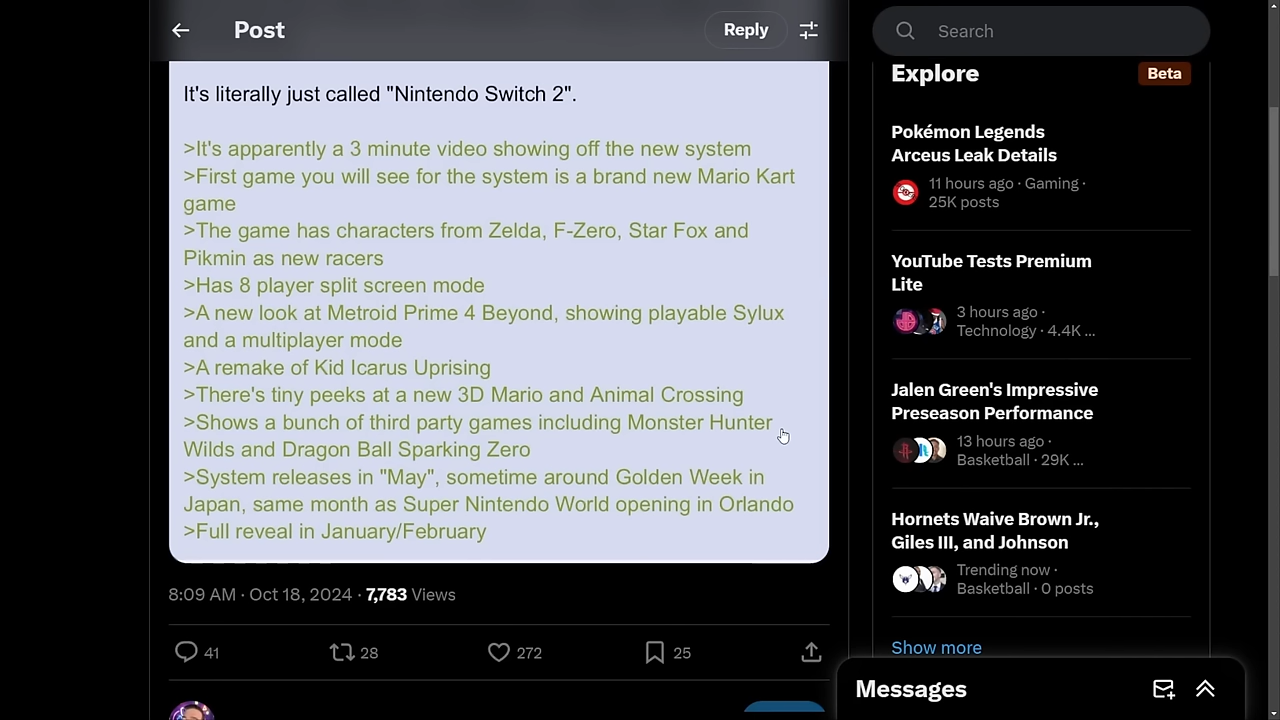 Post
Reply
It's literally just called "Nintendo Switch 2".
>It's apparently a 3 minute video showing off the new system
>First game you will see for the system is a brand new Mario Kart
game
>The game has characters from Zelda, F-Zero, Star Fox and
Pikmin as new racers
>Has 8 player split screen mode
>A new look at Metroid Prime 4 Beyond, showing playable Sylux
and a multiplayer mode
>A remake of Kid Icarus Uprising
>There's tiny peeks at a new 3D Mario and Animal Crossing
>Shows a bunch of third party games including Monster Hunter
Wilds and Dragon Ball Sparking Zero
>System releases in "May", sometime around Golden Week in
Japan, same month as Super Nintendo World opening in Orlando
>Full reveal in January/February
8:09 AM · Oct 18, 2024 · 7,783 Views
41
28
272
25
Search
Explore
Beta
Pokémon Legends
Arceus Leak Details
11 hours ago · Gaming ·
25K posts
YouTube Tests Premium
Lite
3 hours ago ·
Technology · 4.4K ...
Jalen Green's Impressive
Preseason Performance
13 hours ago ·
Basketball · 29K ...
Hornets Waive Brown Jr.,
Giles III, and Johnson
Trending now ·
Basketball · 0 posts
Show more
Messages